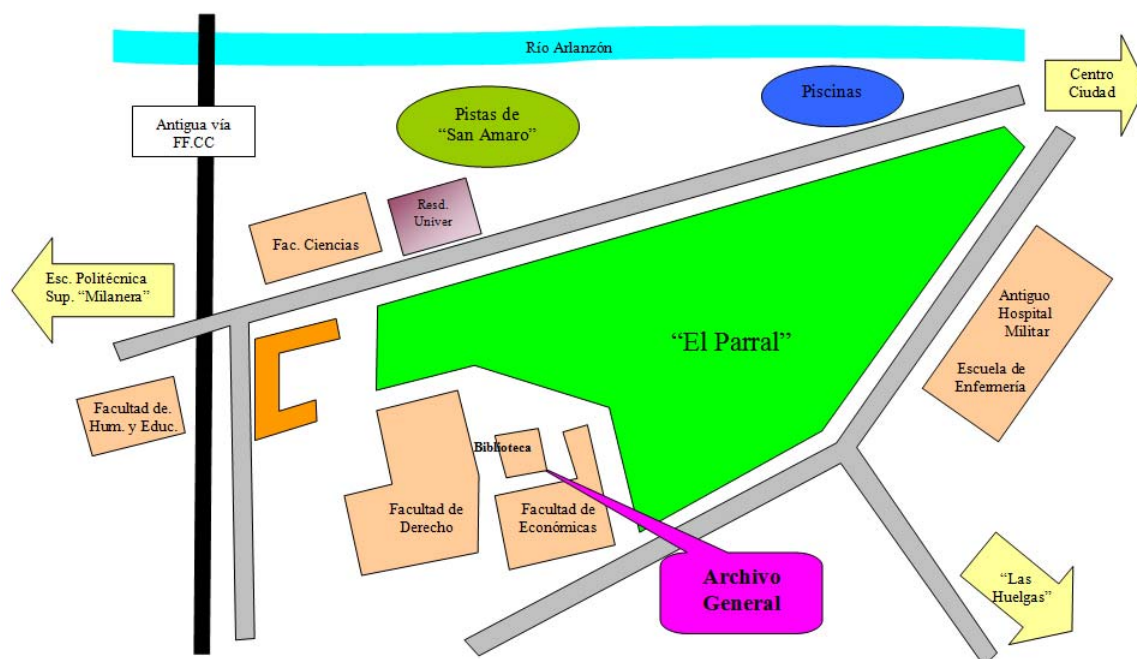 Río Arlanzón
Centro
Ciudad
Piscinas
Pistas de
“San Amaro”
Antigua vía
FF.CC
Resd.
Univer
Fac. Ciencias
Esc. Politécnica
Sup. “Milanera”
“El Parral”
Antiguo
Hospital
Militar
Escuela de
Enfermería
Facultad de.
Hum. y Educ.
Biblioteca
Facultad de
Derecho
Facultad de
Económicas
Archivo
General
“Las
Huelgas”